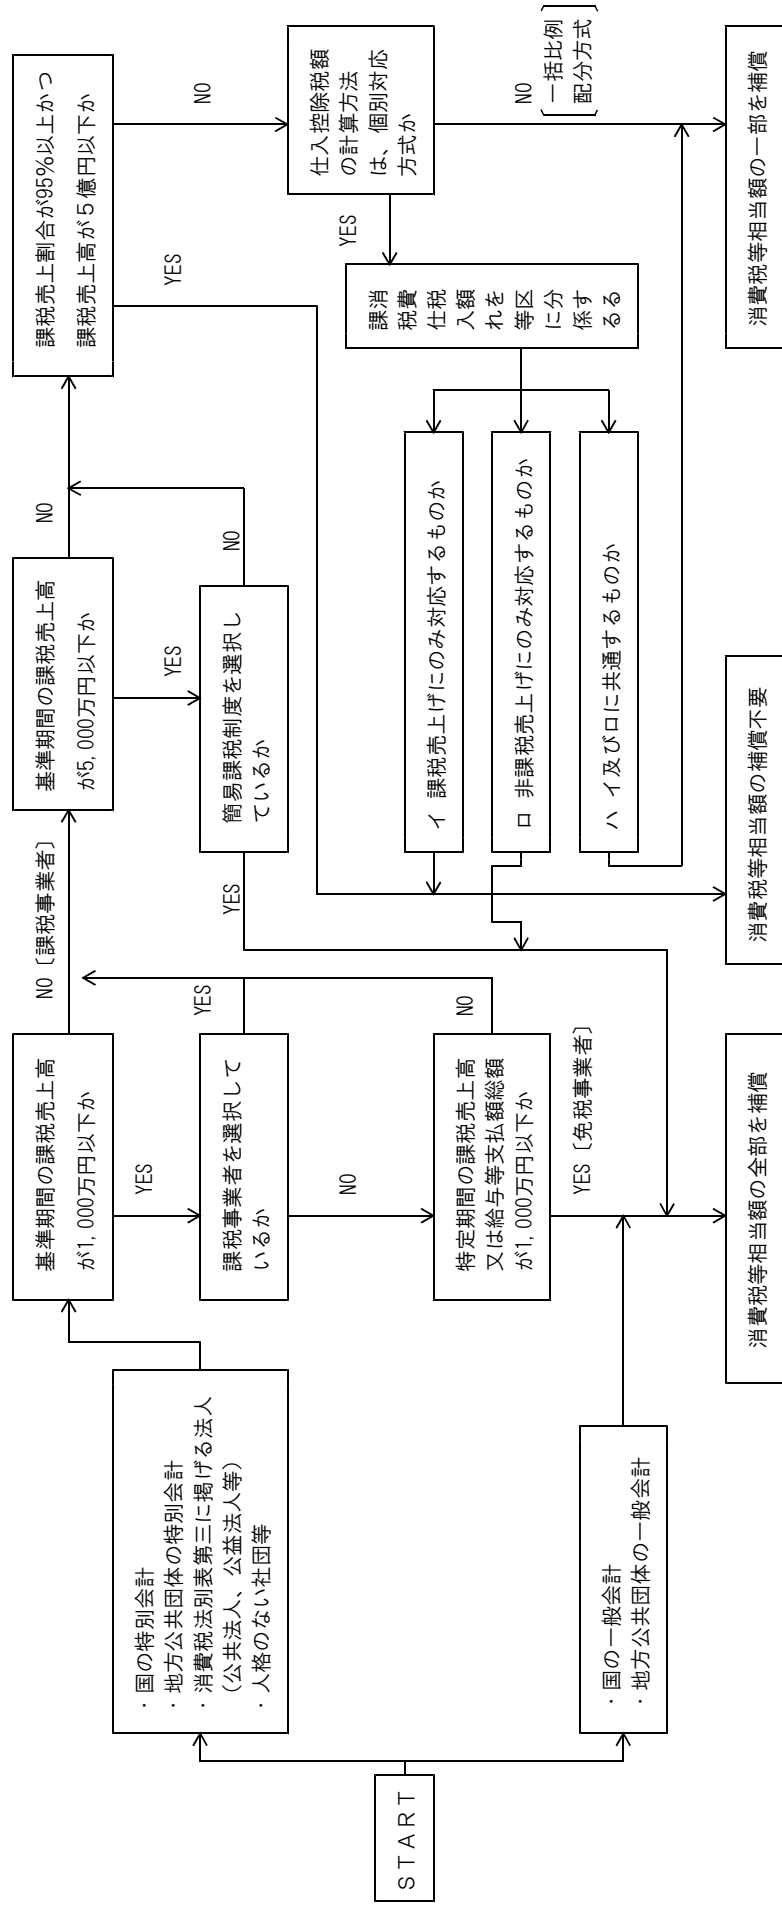 ＳＴＡＲＴ
・国の特別会計
・地方公共団体の特別会計
・消費税法別表第三に掲げる法人
（公共法人、公益法人等）
・人格のない社団等
・国の一般会計
・地方公共団体の一般会計
基準期間の課税売上高
が1,000万円以下か
NO〔課税事業者〕
YES
課税事業者を選択して
いるか
YES
NO
特定期間の課税売上高
又は給与等支払額総額
が1,000万円以下か
NO
YES〔免税事業者〕
消費税等相当額の全部を補償
基準期間の課税売上高
が5,000万円以下か
NO
YES
簡易課税制度を選択し
ているか
NO
YES
課税売上割合が95%以上かつ
課税売上高が５億円以下か
NO
YES
仕入控除税額
の計算方法
は、個別対応
方式か
YES
NO
一括比例
配分方式
課税仕入れ等に係る
消費税額を区分する
イ 課税売上げにのみ対応するものか
ロ 非課税売上げにのみ対応するものか
ハ イ及びロに共通するものか
消費税等相当額の補償不要
消費税等相当額の一部を補償